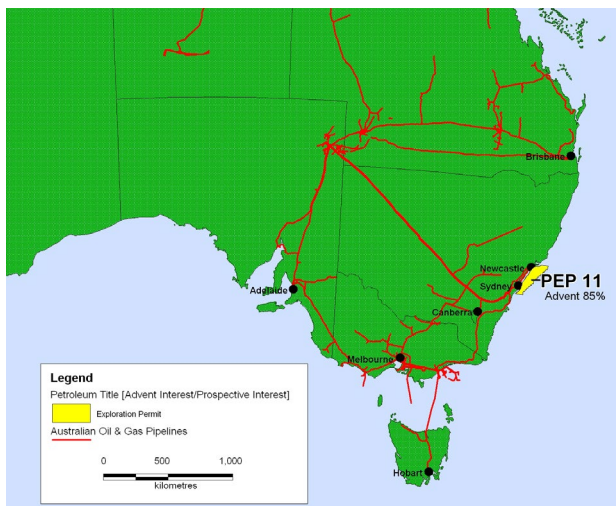 Brisbane
Newcastle
PEP 11
Sydney
Advent 85%
Adelaide
Canberra
Melbourne
Legend
Petroleum Title [Advent Interest/Prospective Interest]
Exploration Permit
Australian Oil & Gas Pipelines
0 500 1,000
kilometres
Hobart